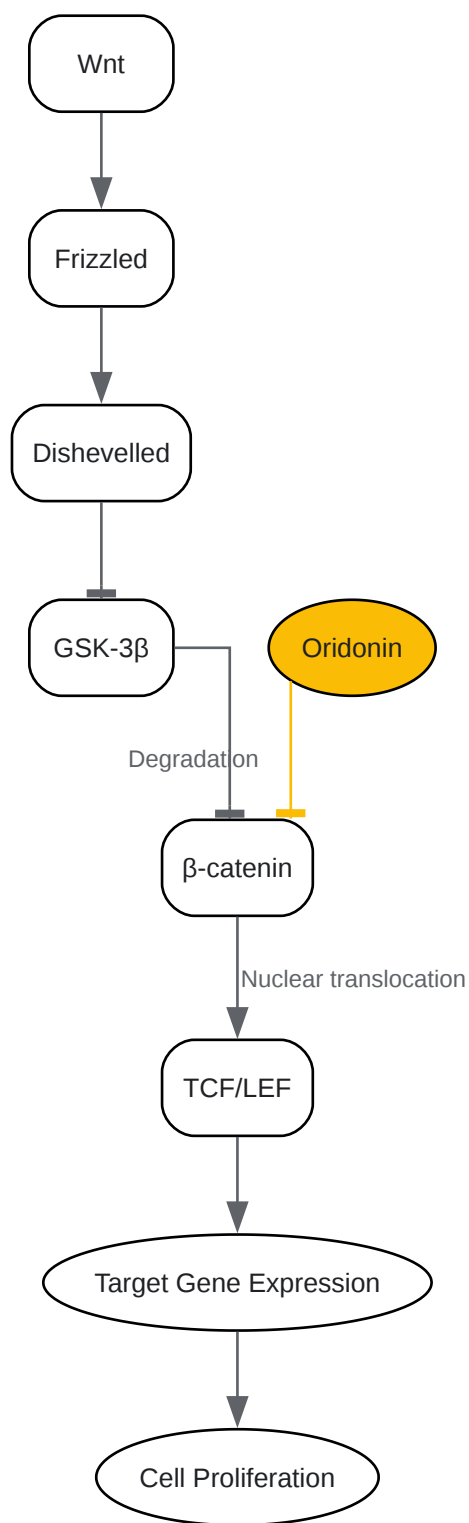 Wnt
Frizzled
Dishevelled
GSK-3β
Oridonin
Degradation
β-catenin
Nuclear translocation
TCF/LEF
Target Gene Expression
Cell Proliferation